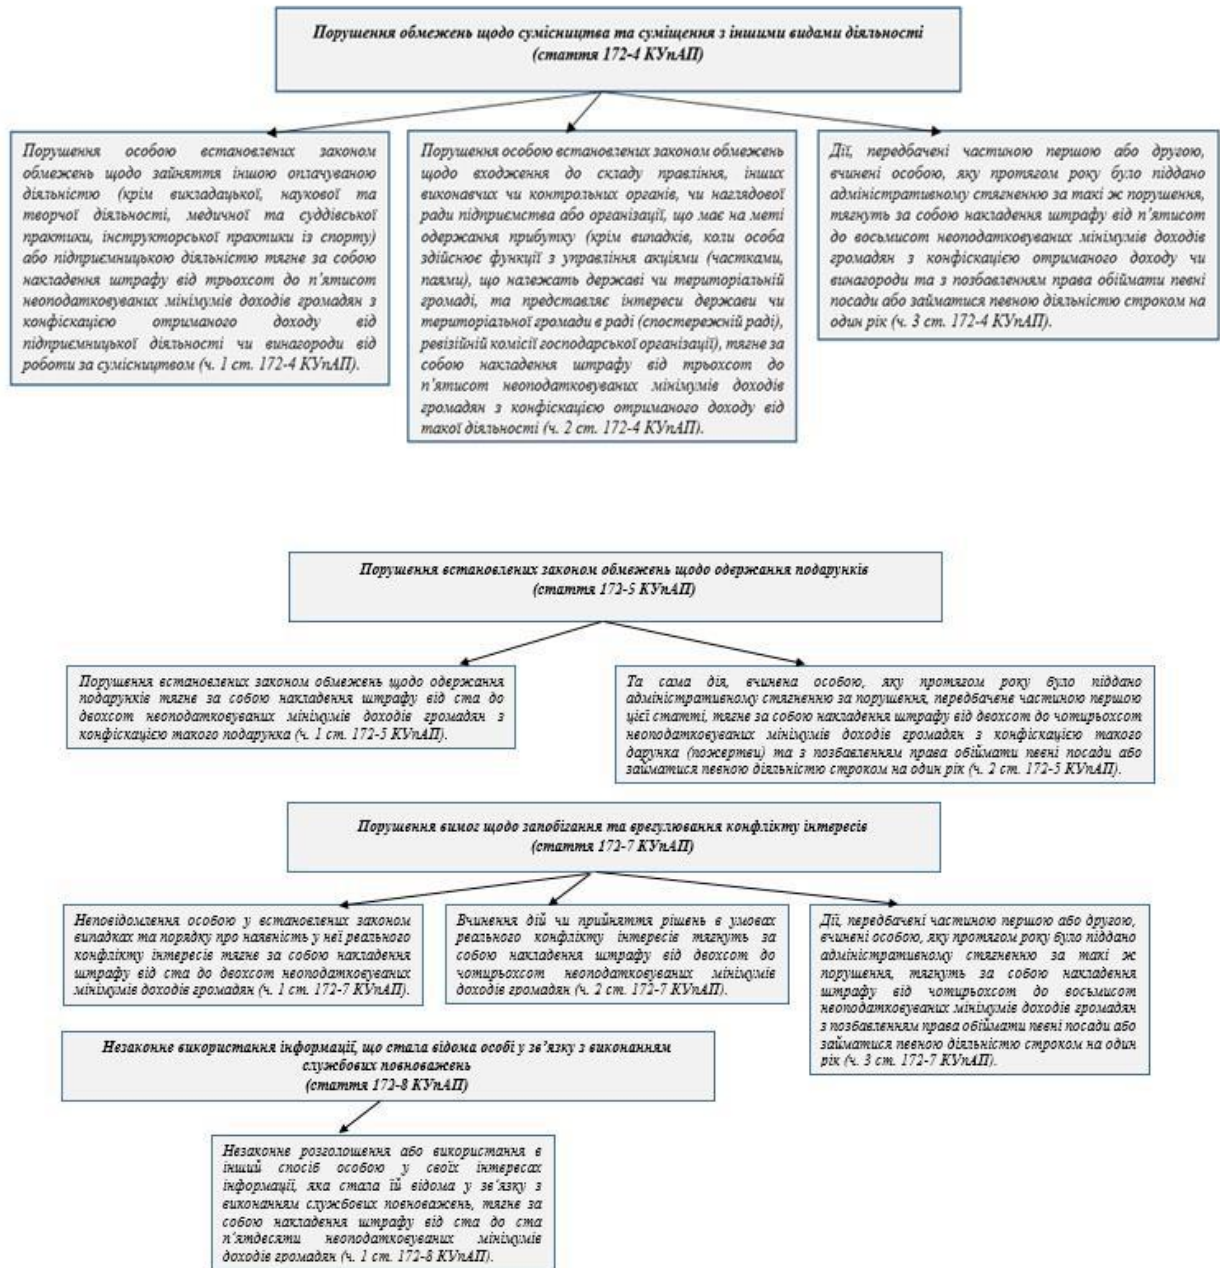 Порушення обмежень щодо сумісництва та суміщення з іншими видами діяльності
(стаття 172-4 КУпАП)
Порушення особою встановлених законом
обмежень щодо зайняття іншою оплачуваною
діяльністю (крім викладацької, наукової та
творчої діяльності, медичної та суддівської
практики, інструкторської практики із спорту)
або підприємницькою діяльністю тягне за собою
накладення штрафу від трьохсот до п’ятисот
неоподатковуваних мінімумів доходів громадян з
конфіскацією отриманого доходу від
підприємницької діяльності чи винагороди від
роботи за сумісництвом (ч. 1 ст. 172-4 КУпАП).
Порушення особою встановлених законом обмежень
щодо входження до складу правління, інших
виконавчих чи контрольних органів, чи наглядової
ради підприємства або організації, що має на меті
одержання прибутку (крім випадків, коли особа
здійснює функції з управління акціями (частками,
паями), що належать державі чи територіальній
громаді, та представляє інтереси держави чи
територіальної громади в раді (спостережній раді),
ревізійній комісії господарської організації), тягне за
собою накладення штрафу від трьохсот до
п’ятисот неоподатковуваних мінімумів доходів
громадян з конфіскацією отриманого доходу від
такої діяльності (ч. 2 ст. 172-4 КУпАП).
Дії, передбачені частиною першою або другою,
вчинені особою, яку протягом року було піддано
адміністративному стягненню за такі ж порушення,
тягнуть за собою накладення штрафу від п’ятисот
до восьмисот неоподатковуваних мінімумів доходів
громадян з конфіскацією отриманого доходу чи
винагороди та з позбавленням права обіймати певні
посади або займатися певною діяльністю строком на
один рік (ч. 3 ст. 172-4 КУпАП).
Порушення встановлених законом обмежень щодо одержання подарунків
(стаття 172-5 КУпАП)
Порушення встановлених законом обмежень щодо одержання
подарунків тягне за собою накладення штрафу від ста до
двохсот неоподатковуваних мінімумів доходів громадян з
конфіскацією такого подарунка (ч. 1 ст. 172-5 КУпАП).
Та сама дія, вчинена особою, яку протягом року було піддано
адміністративному стягненню за порушення, передбачене частиною першою
цієї статті, тягне за собою накладення штрафу від двохсот до чотирьохсот
неоподатковуваних мінімумів доходів громадян з конфіскацією такого
дарунка (пожертви) та з позбавленням права обіймати певні посади або
займатися певною діяльністю строком на один рік (ч. 2 ст. 172-5 КУпАП).
Порушення вимог щодо запобігання та врегулювання конфлікту інтересів
(стаття 172-7 КУпАП)
Неповідомлення особою у встановлених законом
випадках та порядку про наявність у неї реального
конфлікту інтересів тягне за собою накладення
штрафу від ста до двохсот неоподатковуваних
мінімумів доходів громадян (ч. 1 ст. 172-7 КУпАП).
Вчинення дій чи прийняття рішень в умовах
реального конфлікту інтересів тягнуть за
собою накладення штрафу від двохсот до
чотирьохсот неоподатковуваних мінімумів
доходів громадян (ч. 2 ст. 172-7 КУпАП).
Дії, передбачені частиною першою або другою,
вчинені особою, яку протягом року було піддано
адміністративному стягненню за такі ж
порушення, тягнуть за собою накладення
штрафу від чотирьохсот до восьмисот
неоподатковуваних мінімумів доходів громадян
з позбавленням права обіймати певні посади або
займатися певною діяльністю строком на один
рік (ч. 3 ст. 172-7 КУпАП).
Незаконне використання інформації, що стала відома особі у зв’язку з виконанням
службових повноважень
(стаття 172-8 КУпАП)
Незаконне розголошення або використання в
інший спосіб особою у своїх інтересах
інформації, яка стала їй відома у зв’язку з
виконанням службових повноважень, тягне за
собою накладення штрафу від ста до ста
п’ятдесяти неоподатковуваних мінімумів
доходів громадян (ч. 1 ст. 172-8 КУпАП).